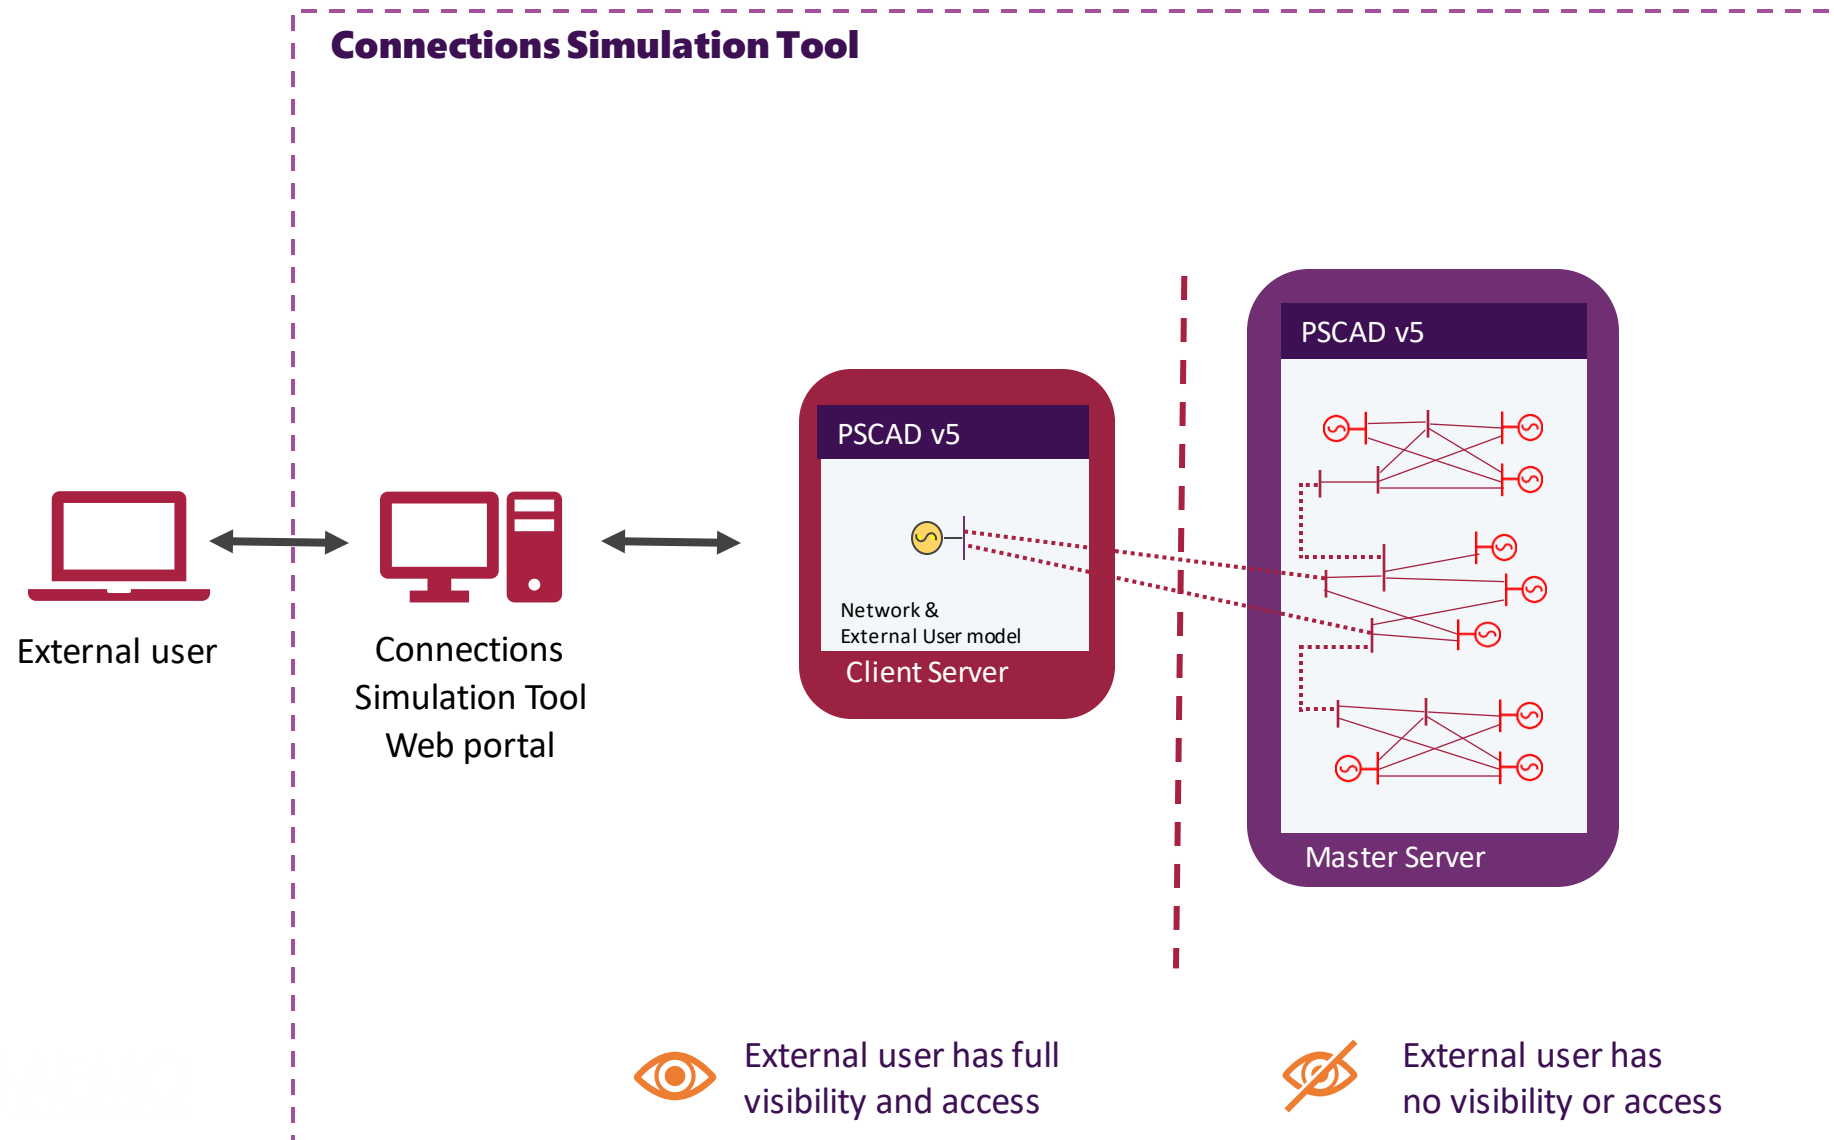 Connections Simulation Tool
PSCAD v5
PSCAD v5
Network &
External User model
Client Server
Master Server
External user
Connections
Simulation Tool
Web portal
External user has full
visibility and access
External user has
no visibility or access